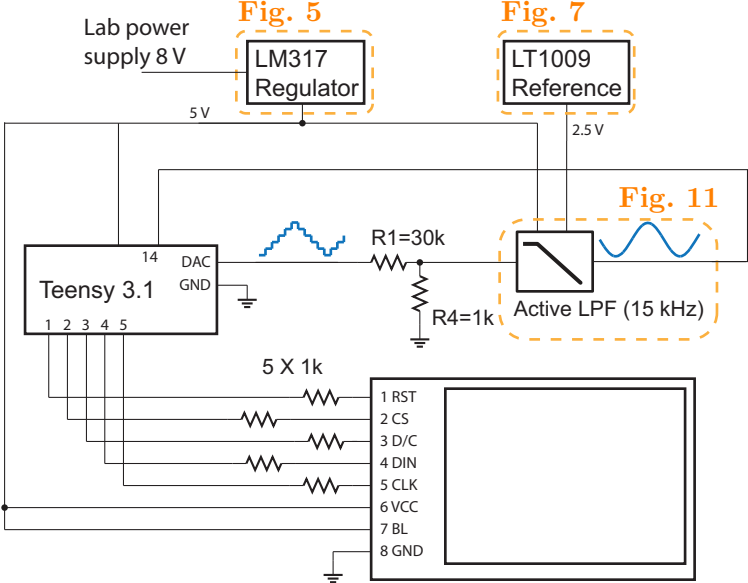 Fig. 5
Fig. 7
Lab power
supply 8 V
LM317
Regulator
LT1009
Reference
5 V
2.5 V
Fig. 11
14
DAC
GND
Teensy 3.1
1 2 3 4 5
R1=30k
R4=1k
Active LPF (15 kHz)
5 X 1k
1 RST
2 CS
3 D/C
4 DIN
5 CLK
6 VCC
7 BL
8 GND